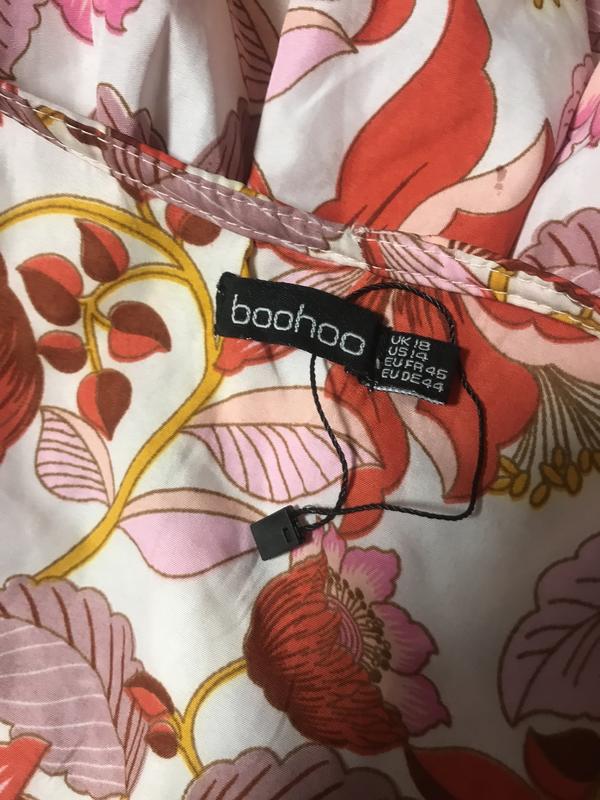 boohoo
UK 18
US 14
EU FR 45
EU DE 44